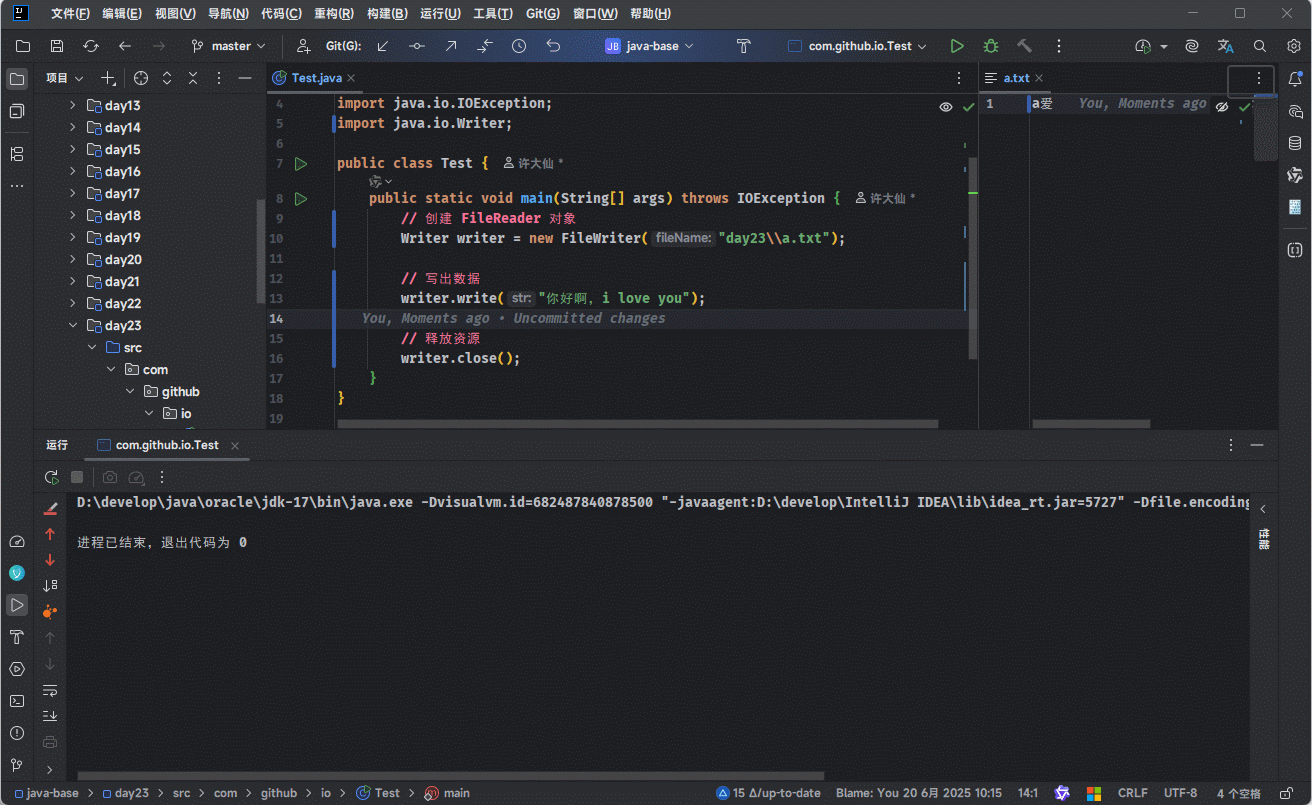 文件(F) 编辑(E) 视图(V) 导航(N) 代码(C) 重构(R) 构建(B) 运行(U) 工具(T) Git(G) 窗口(W) 帮助(H)
master Git(G): JB java-base com.github.io.Test
项目
day13
day14
day15
day16
day17
day18
day19
day20
day21
day22
day23
src
com
github
io
Test.java
4 import java.io.IOException;
5 import java.io.Writer;
6
7 public class Test { 许大仙 *
8 public static void main(String[] args) throws IOException { 许大仙 *
9 // 创建 FileReader 对象
10 Writer writer = new FileWriter( fileName: "day23\\a.txt");
11
12 // 写出数据
13 writer.write( str: "你好啊，i love you");
14 You, Moments ago • Uncommitted changes
15 // 释放资源
16 writer.close();
17 }
18 }
19
a.txt
1 a爱 You, Moments ago
运行 com.github.io.Test
D:\develop\java\oracle\jdk-17\bin\java.exe -Dvisualvm.id=682487840878500 "-javaagent:D:\develop\IntelliJ IDEA\lib\idea_rt.jar=5727" -Dfile.encoding
进程已结束，退出代码为 0
性能
java-base > day23 > src > com > github > io > Test > main 15 Δ/up-to-date Blame: You 20 6月 2025 10:15 14:1 CRLF UTF-8 4 个空格